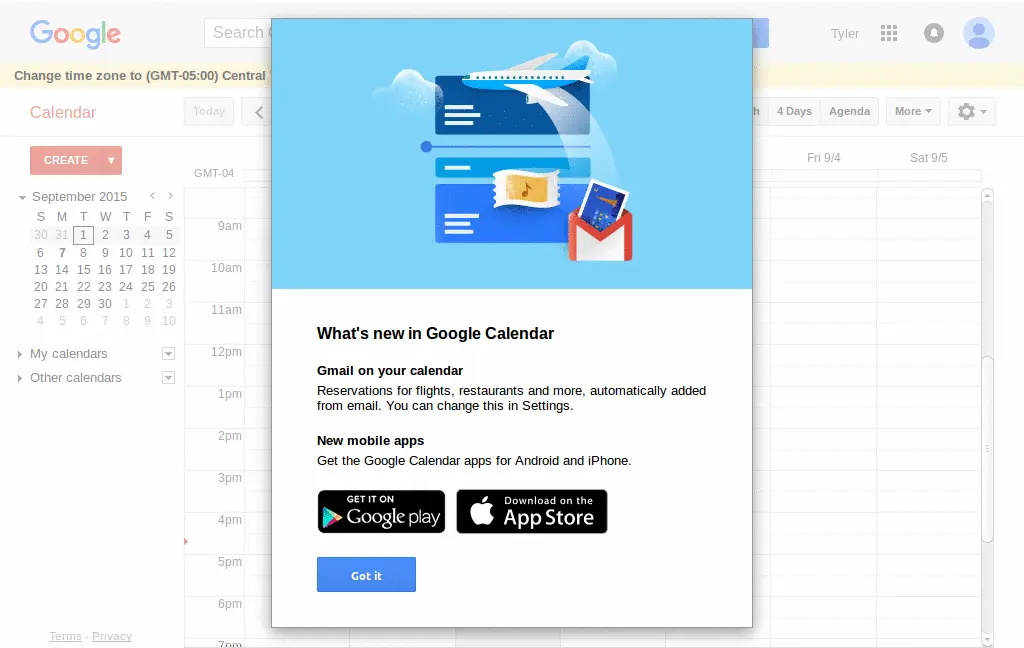 Google
Search
Tyler
Change time zone to (GMT-05:00) Central
Calendar
Today
4 Days
Agenda
More
CREATE
September 2015
S M T W T F S
30 31 1 2 3 4 5
6 7 8 9 10 11 12
13 14 15 16 17 18 19
20 21 22 23 24 25 26
27 28 29 30 1 2 3
4 5 6 7 8 9 10
My calendars
Other calendars
Terms - Privacy
GMT-04
Fri 9/4
Sat 9/5
9am
10am
11am
12pm
1pm
2pm
3pm
4pm
5pm
6pm
7pm
What's new in Google Calendar
Gmail on your calendar
Reservations for flights, restaurants and more, automatically added
from email. You can change this in Settings.
New mobile apps
Get the Google Calendar apps for Android and iPhone.
GET IT ON
Google play
Download on the
App Store
Got it